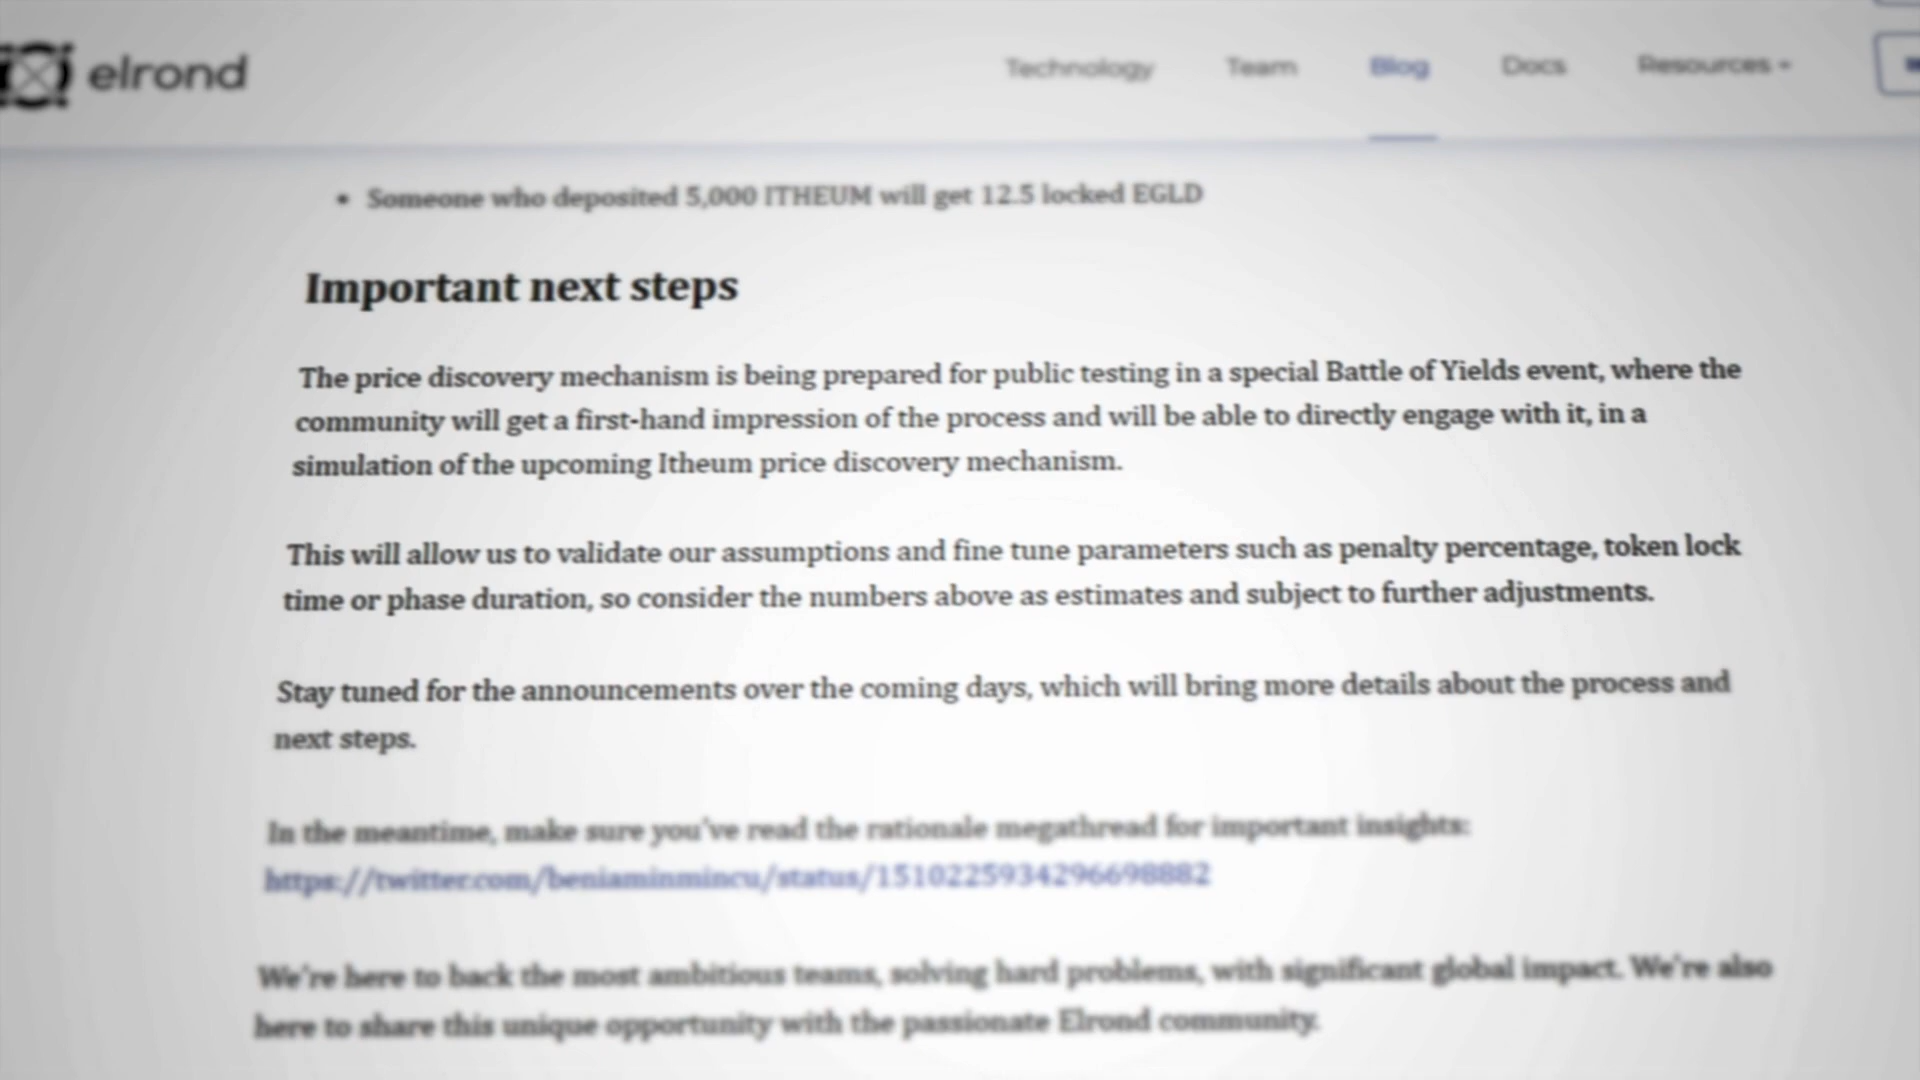 elrond
Technology Team Blog Docs Resources
• Someone who deposited 5,000 ITHEUM will get 12.5 locked EGLD
Important next steps
The price discovery mechanism is being prepared for public testing in a special Battle of Yields event, where the
community will get a first-hand impression of the process and will be able to directly engage with it, in a
simulation of the upcoming Itheum price discovery mechanism.
This will allow us to validate our assumptions and fine tune parameters such as penalty percentage, token lock
time or phase duration, so consider the numbers above as estimates and subject to further adjustments.
Stay tuned for the announcements over the coming days, which will bring more details about the process and
next steps.
In the meantime, make sure you've read the rationale megathread for important insights:
https://twitter.com/beniaminmincu/status/1510225934296698882
We're here to back the most ambitious teams, solving hard problems, with significant global impact. We're also
here to share this unique opportunity with the passionate Elrond community.